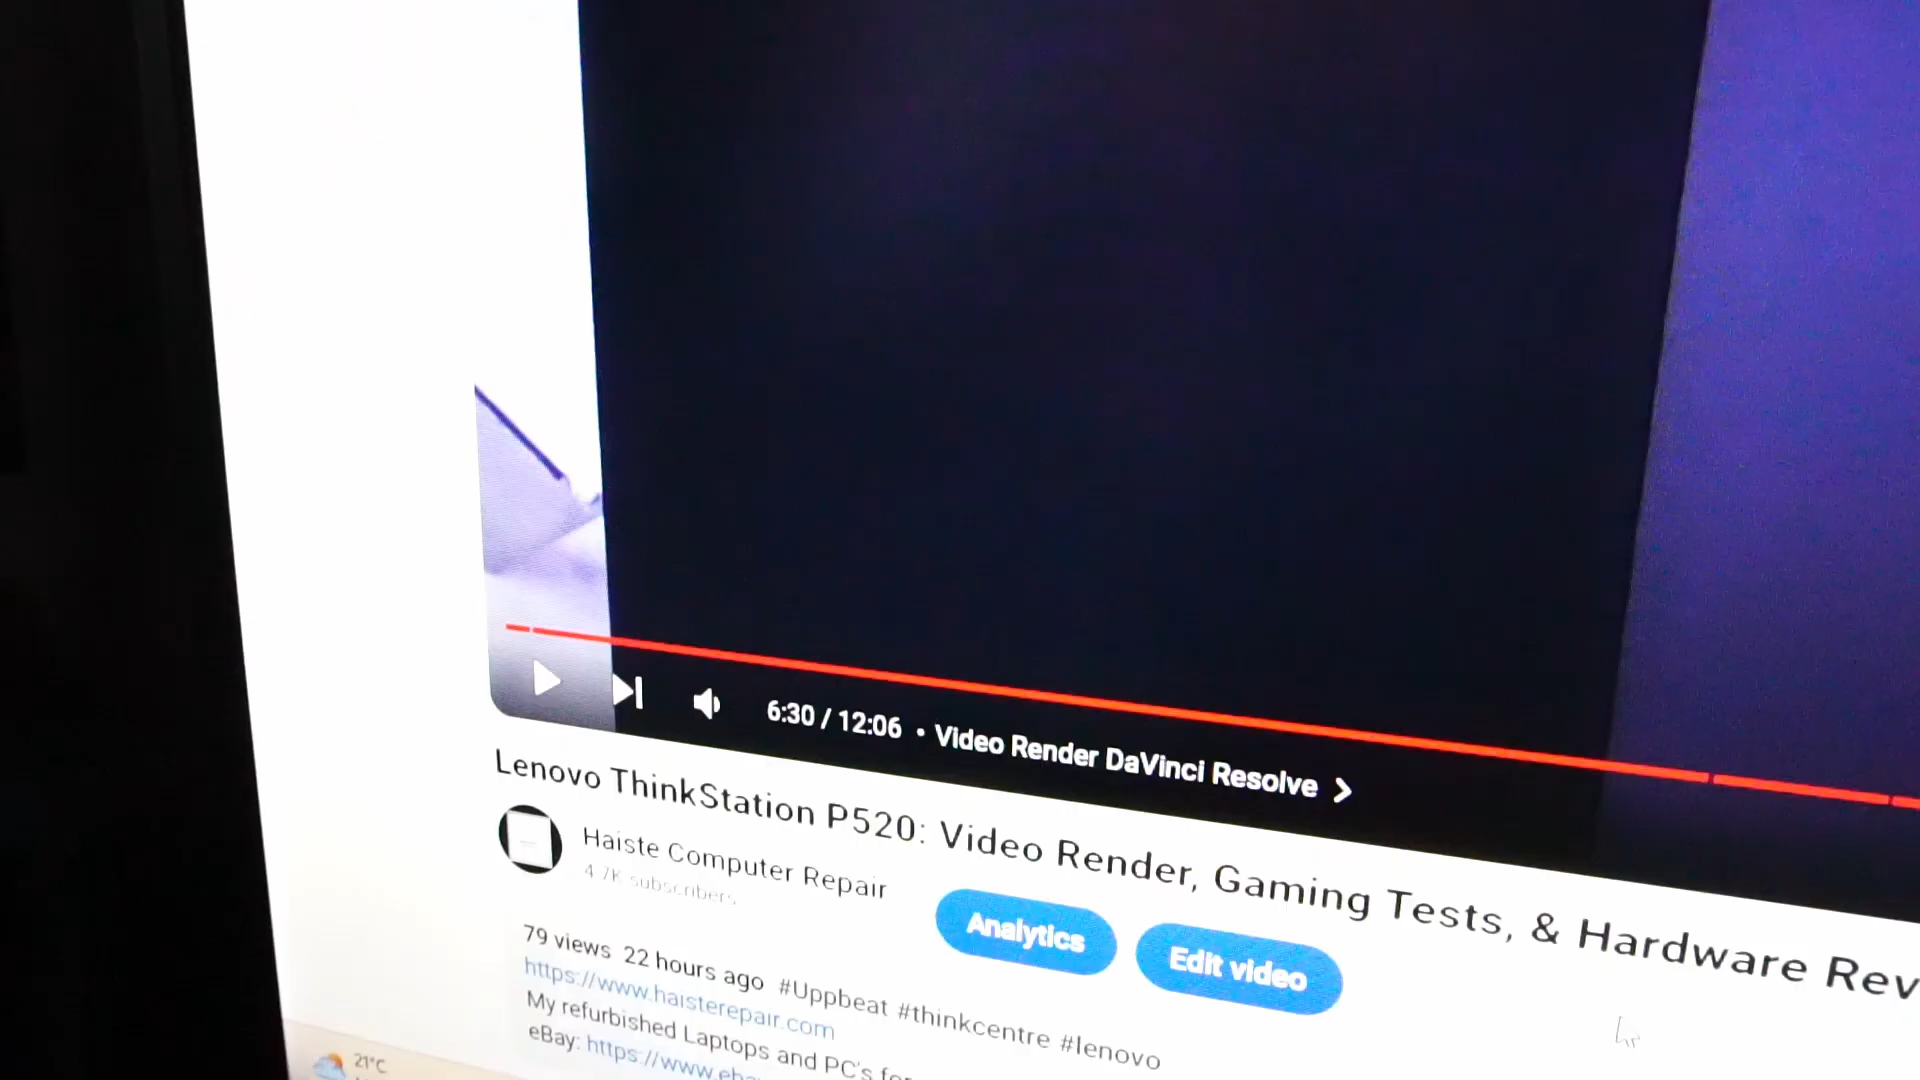 6:30 / 12:06 • Video Render DaVinci Resolve
Lenovo ThinkStation P520: Video Render, Gaming Tests, & Hardware Rev
Haiste Computer Repair
4.7K subscribers
Analytics
Edit video
79 views 22 hours ago #Uppbeat #thinkcentre #lenovo
https://www.haisterepair.com
My refurbished Laptops and PC's for
eBay: https://www.eba
21°C